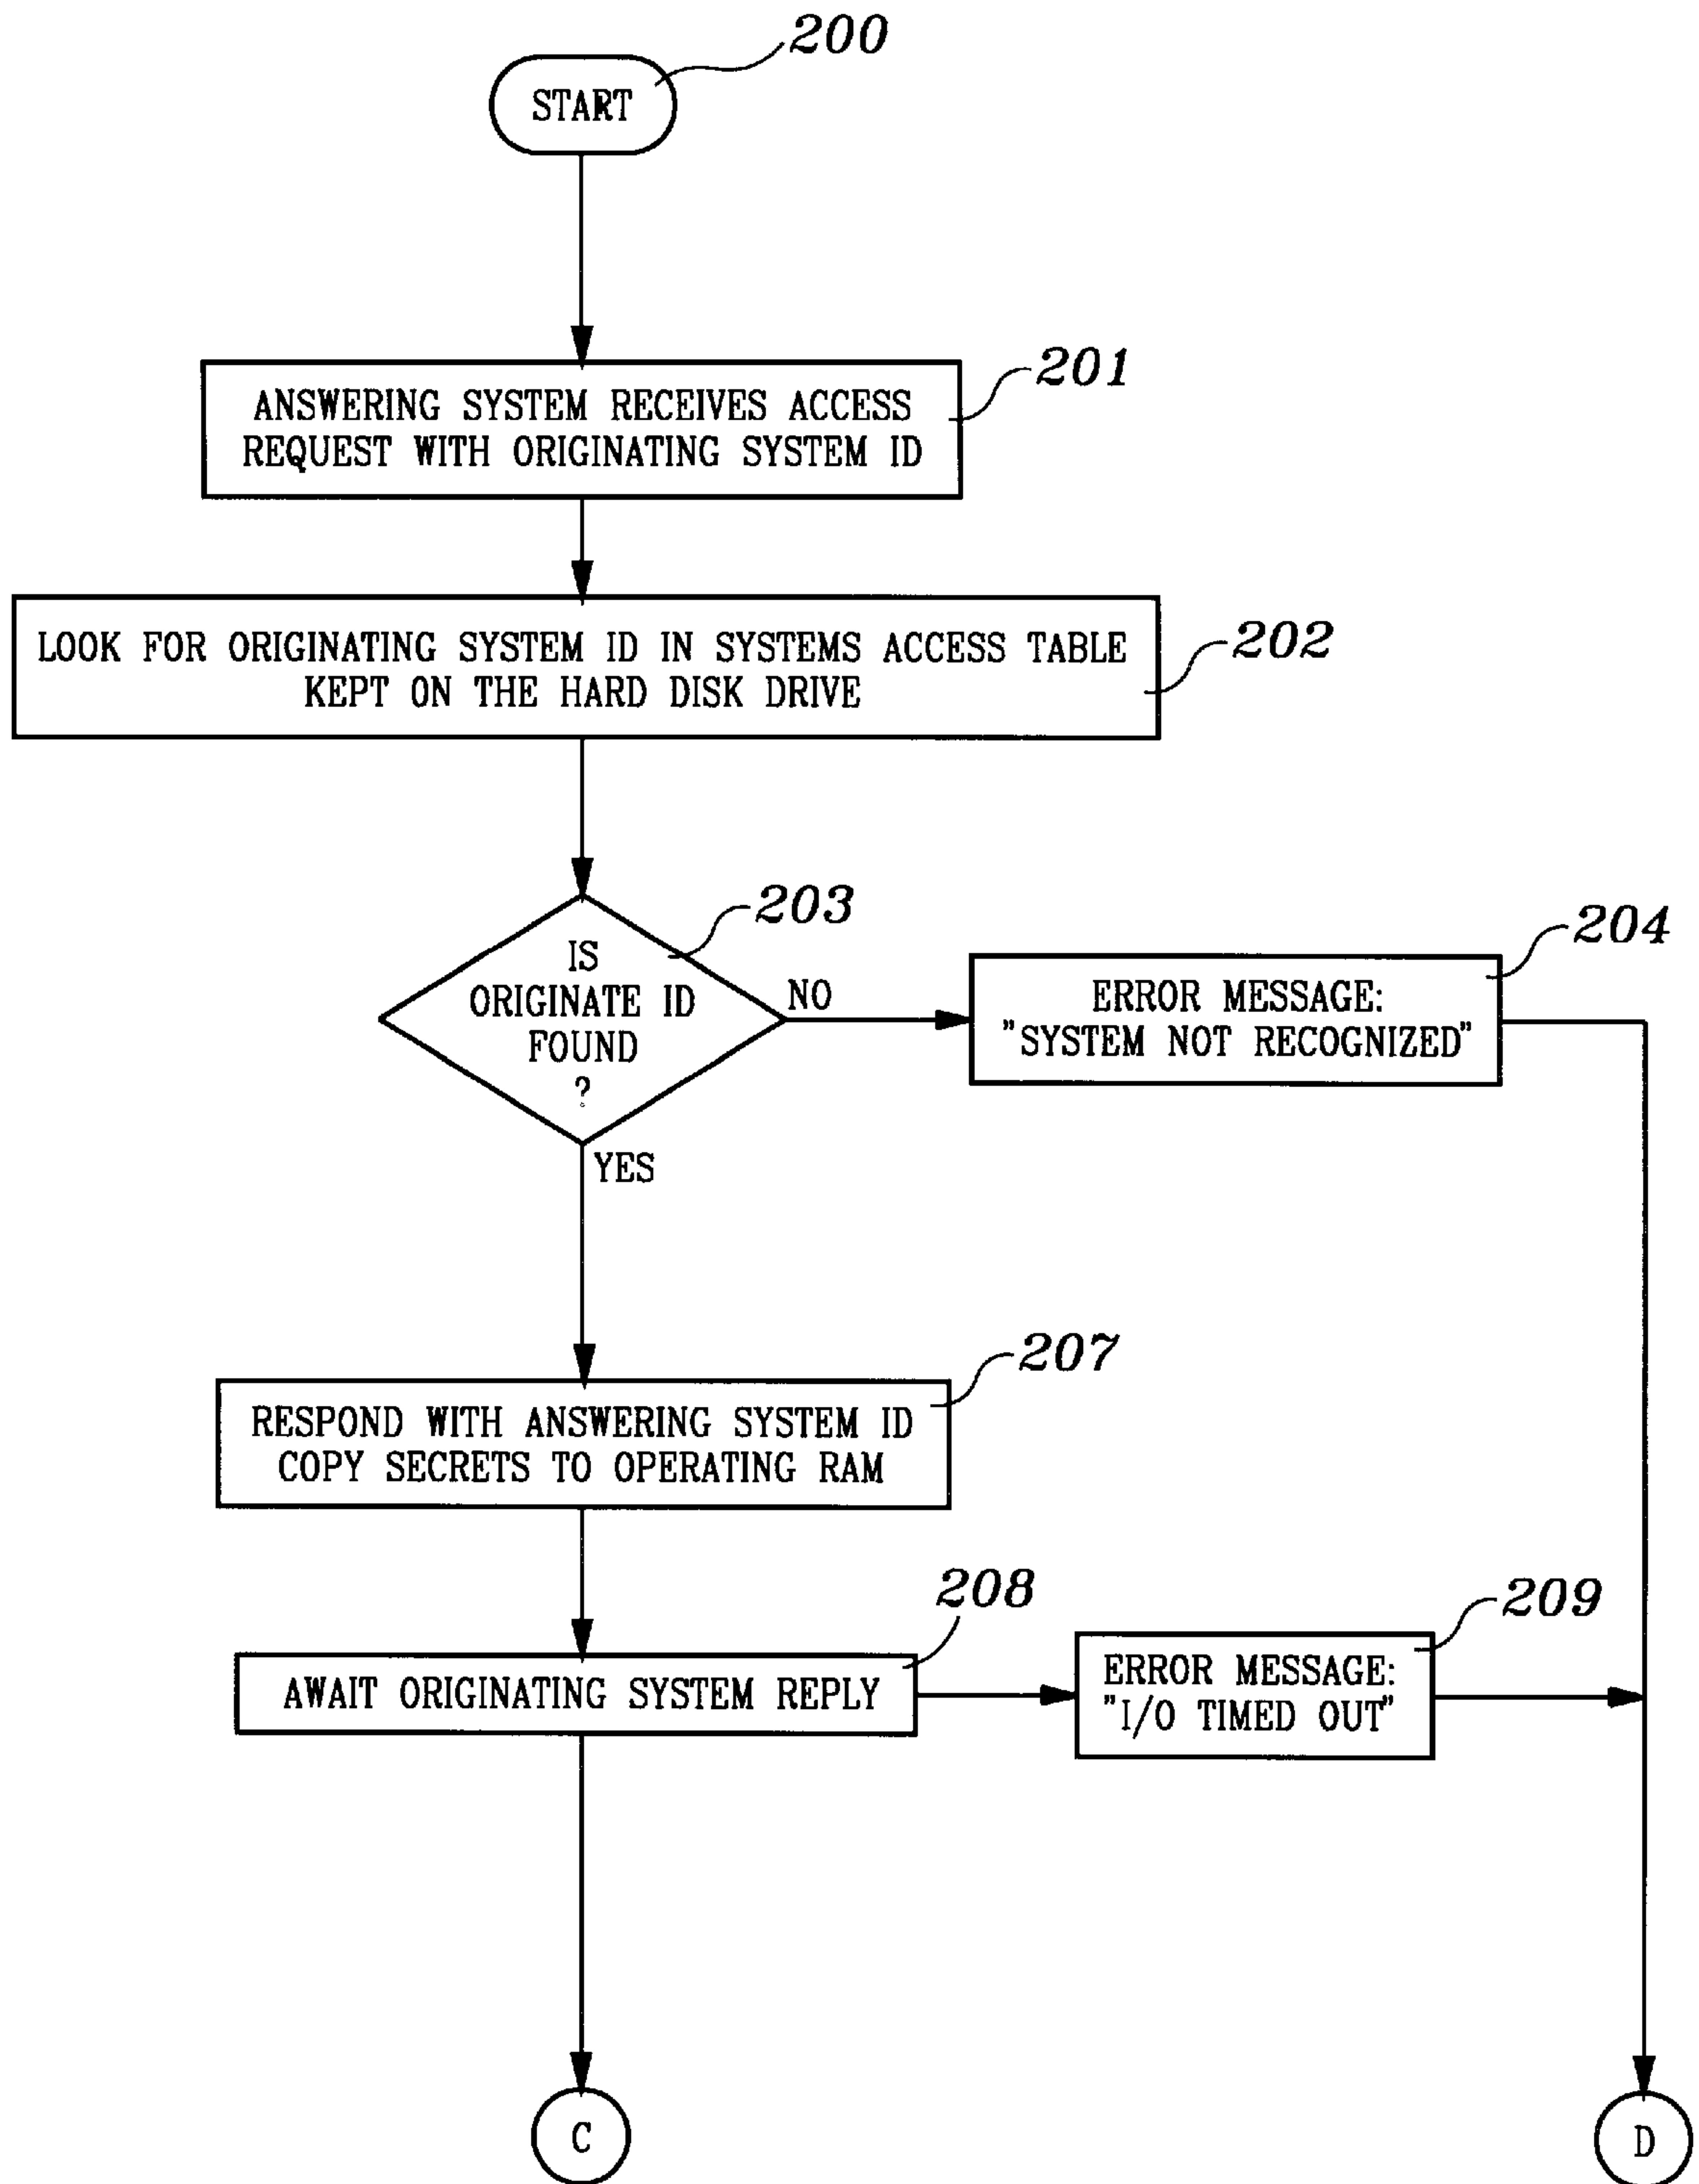 200
START
201
ANSWERING SYSTEM RECEIVES ACCESS
REQUEST WITH ORIGINATING SYSTEM ID
202
LOOK FOR ORIGINATING SYSTEM ID IN SYSTEMS ACCESS TABLE
KEPT ON THE HARD DISK DRIVE
203
IS
ORIGINATE ID
FOUND
?
NO
204
ERROR MESSAGE:
"SYSTEM NOT RECOGNIZED"
YES
207
RESPOND WITH ANSWERING SYSTEM ID
COPY SECRETS TO OPERATING RAM
208
AWAIT ORIGINATING SYSTEM REPLY
209
ERROR MESSAGE:
"I/O TIMED OUT"
C
D